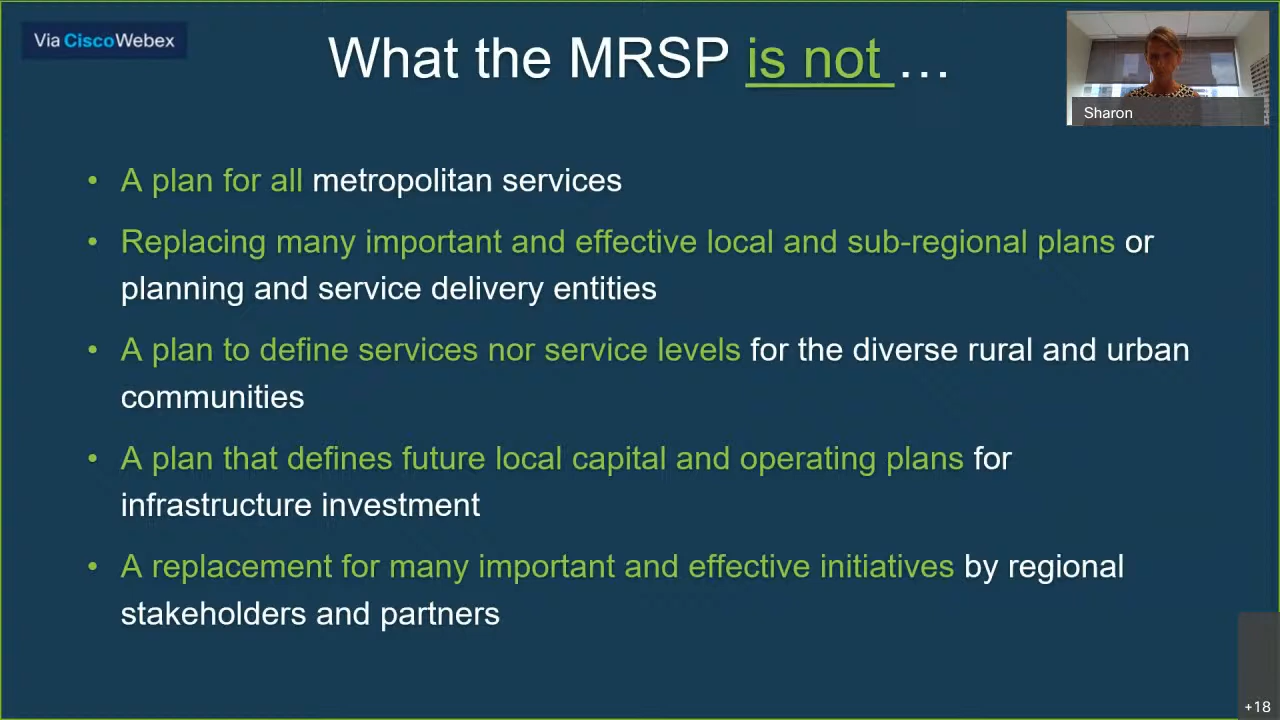 Via CiscoWebex
What the MRSP is not ...
Sharon
• A plan for all metropolitan services
• Replacing many important and effective local and sub-regional plans or
planning and service delivery entities
• A plan to define services nor service levels for the diverse rural and urban
communities
• A plan that defines future local capital and operating plans for
infrastructure investment
• A replacement for many important and effective initiatives by regional
stakeholders and partners
+18